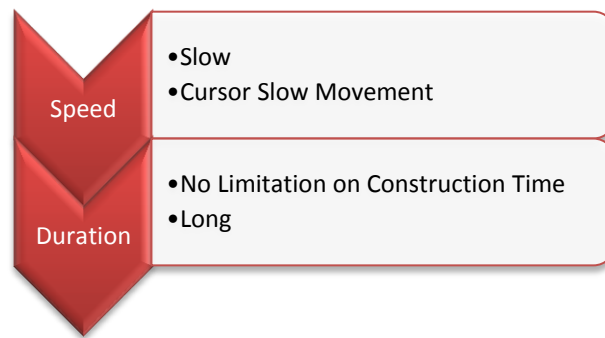 Speed
•Slow
•Cursor Slow Movement
Duration
•No Limitation on Construction Time
•Long